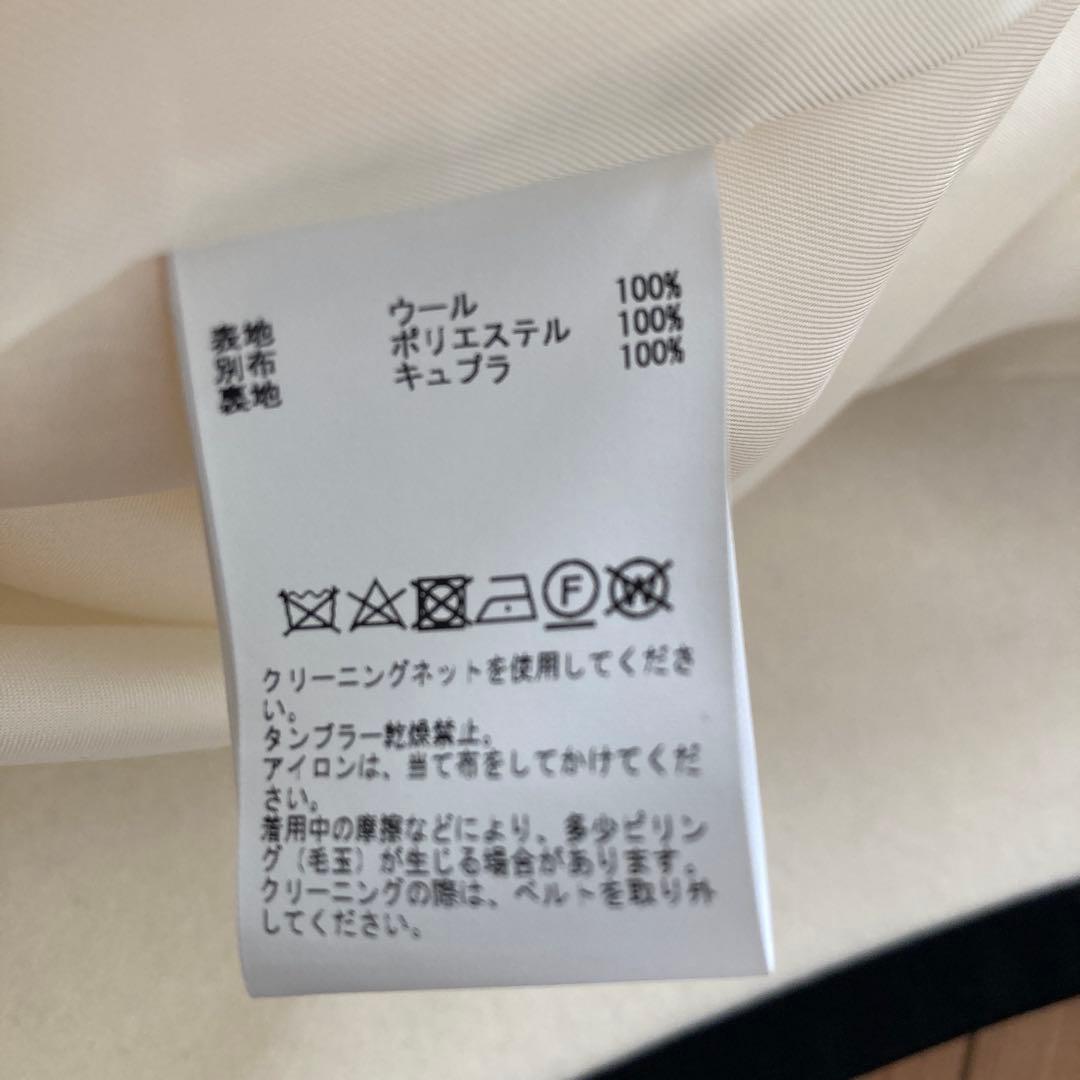 表地 ウール 100%
別布 ポリエステル 100%
裏地 キュプラ 100%
F W
クリーニングネットを使用してくださ
い。
タンブラー乾燥禁止。
アイロンは、当て布をしてかけてくだ
さい。
着用中の摩擦などにより、多少ピリン
グ(毛玉)が生じる場合があります。
クリーニングの際は、ベルトを取り外
してください。